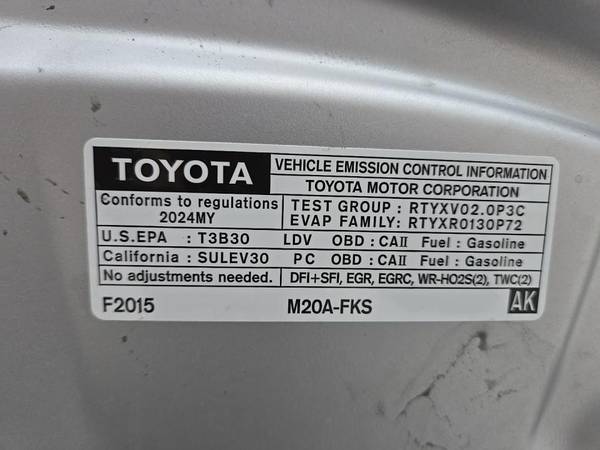 TOYOTA
VEHICLE EMISSION CONTROL INFORMATION
TOYOTA MOTOR CORPORATION
Conforms to regulations
2024MY
TEST GROUP : RTYXV02.0P3C
EVAP FAMILY: RTYXR0130P72
U.S.EPA : T3B30 LDV OBD : CAⅡ Fuel : Gasoline
California : SULEV30 PC OBD : CAⅡ Fuel : Gasoline
No adjustments needed. DFI+SFI, EGR, EGRC, WR-HO2S(2), TWC(2)
F2015 M20A-FKS AK